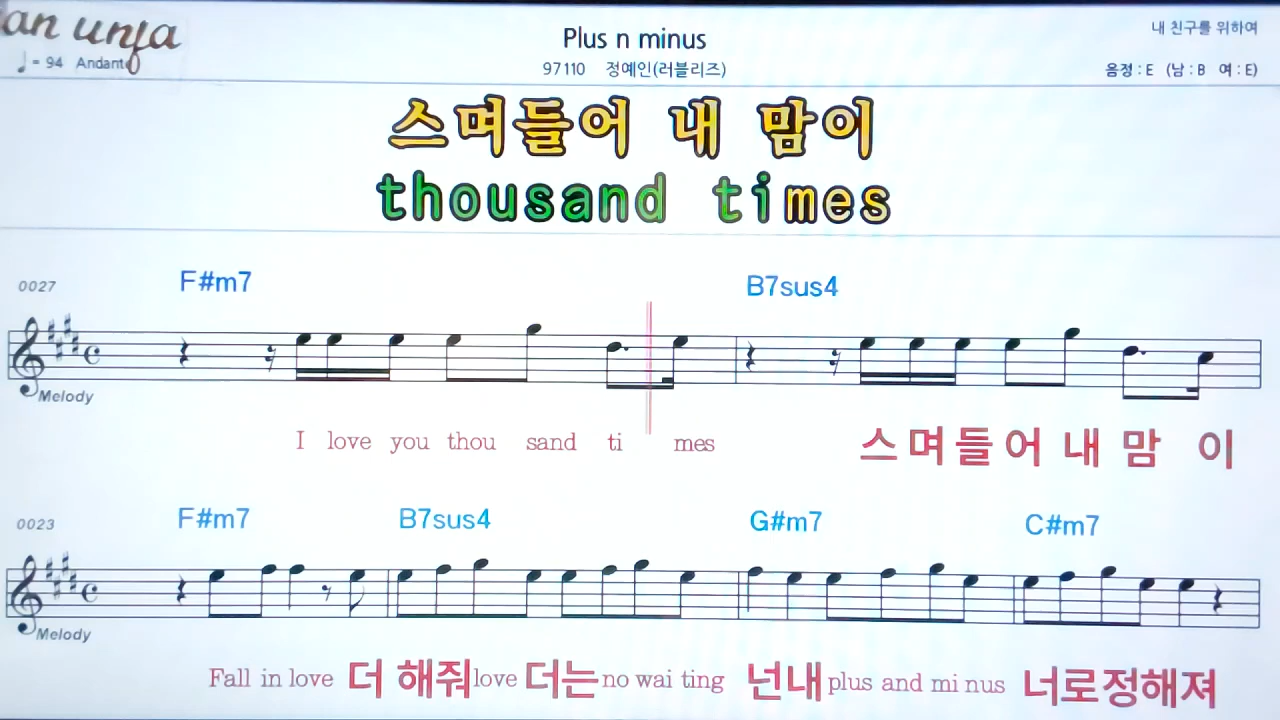 an unja
Plus n minus
내 친구를 위하여
♩= 94 Andante
97110 정예인(러블리즈)
음정 : E (남 : B 여 : E)
스며들어 내 맘이
thousand times
0027 F#m7 B7sus4
Melody
I love you thou sand ti mes 스 며 들 어 내 맘 이
0023 F#m7 B7sus4 G#m7 C#m7
Melody
Fall in love 더 해줘 love 더는 no wai ting 넌내 plus and mi nus 너로정해져